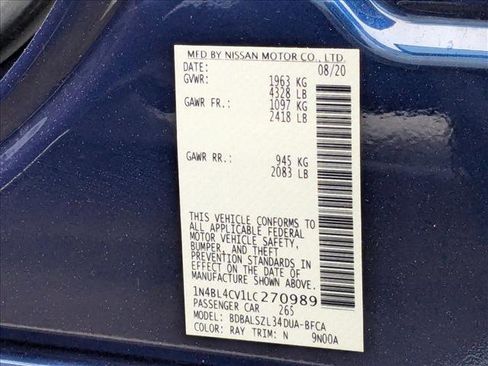 MFD BY NISSAN MOTOR CO., LTD.
DATE: 08/20
GVWR: 1963 KG
4328 LB
GAWR FR.: 1097 KG
2418 LB
GAWR RR.: 945 KG
2083 LB
THIS VEHICLE CONFORMS TO
ALL APPLICABLE FEDERAL
MOTOR VEHICLE SAFETY,
BUMPER, AND THEFT
PREVENTION STANDARDS IN
EFFECT ON THE DATE OF
MANUFACTURE SHOWN ABOVE.
1N4BL4CV1LC270989
PASSENGER CAR 265
MODEL: BDBALSZL34DUA-BFCA
COLOR: RAY TRIM: N 9N00A